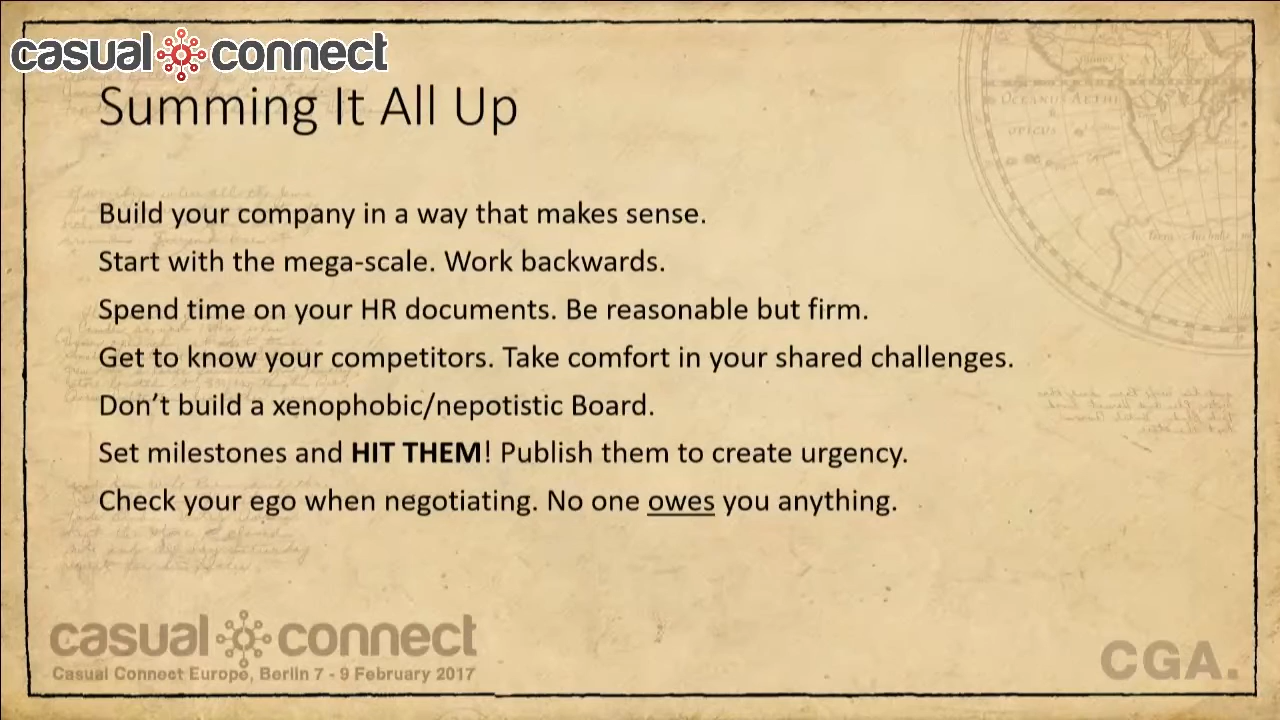 casual connect
Summing It All Up
Build your company in a way that makes sense.
Start with the mega-scale. Work backwards.
Spend time on your HR documents. Be reasonable but firm.
Get to know your competitors. Take comfort in your shared challenges.
Don’t build a xenophobic/nepotistic Board.
Set milestones and HIT THEM! Publish them to create urgency.
Check your ego when negotiating. No one owes you anything.
casual connect
Casual Connect Europe, Berlin 7 - 9 February 2017
CGA.